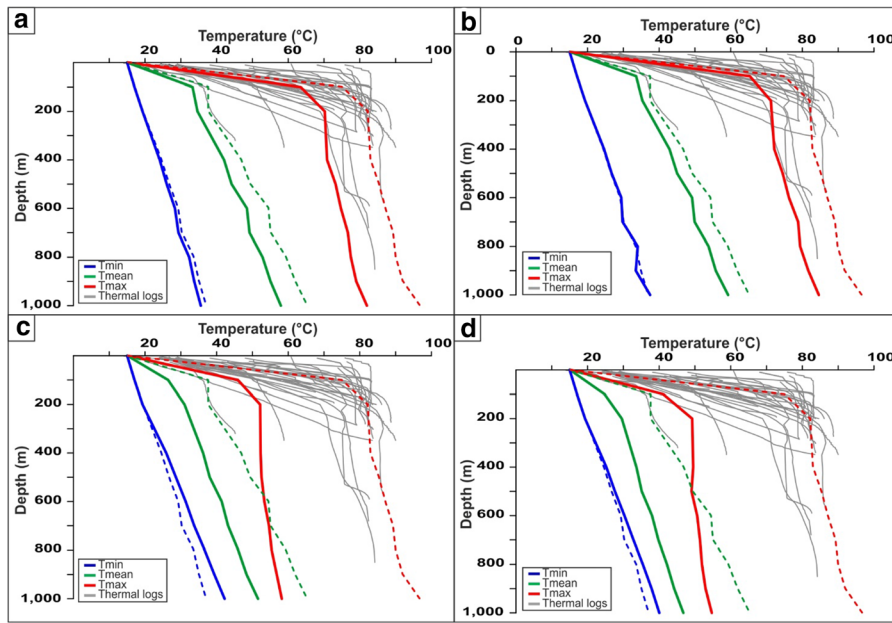 a
Temperature (°C)
20 40 60 80 100
Depth (m)
200
400
600
800
1,000
Tmin
Tmean
Tmax
Thermal logs
b
Temperature (°C)
0 20 40 60 80 100
Depth (m)
0
200
400
600
800
1,000
Tmin
Tmean
Tmax
Thermal logs
c
Temperature (°C)
20 40 60 80 100
Depth (m)
200
400
600
800
1,000
Tmin
Tmean
Tmax
Thermal logs
d
Temperature (°C)
20 40 60 80 100
Depth (m)
200
400
600
800
1,000
Tmin
Tmean
Tmax
Thermal logs